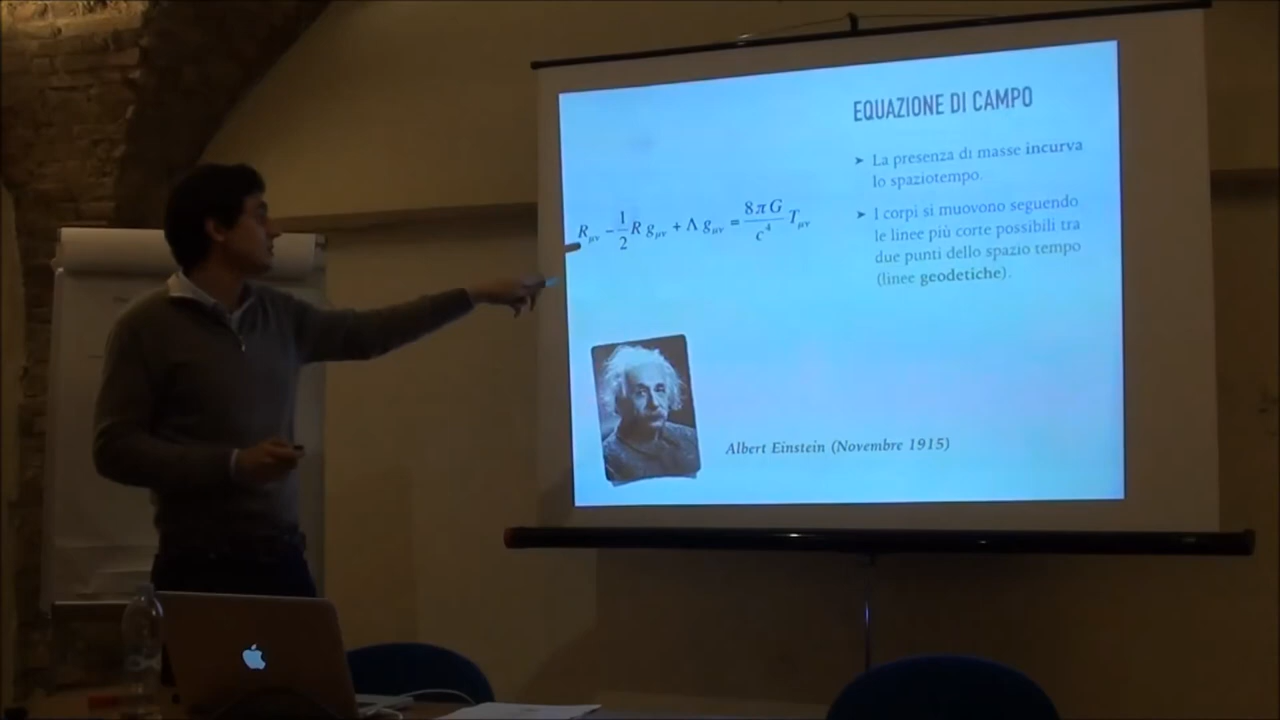 EQUAZIONE DI CAMPO
➤ La presenza di masse incurva
lo spaziotempo.
➤ I corpi si muovono seguendo
le linee più corte possibili tra
due punti dello spazio tempo
(linee geodetiche).
R_μν − 1/2 R g_μν + Λ g_μν = 8πG/c⁴ T_μν
Albert Einstein (Novembre 1915)